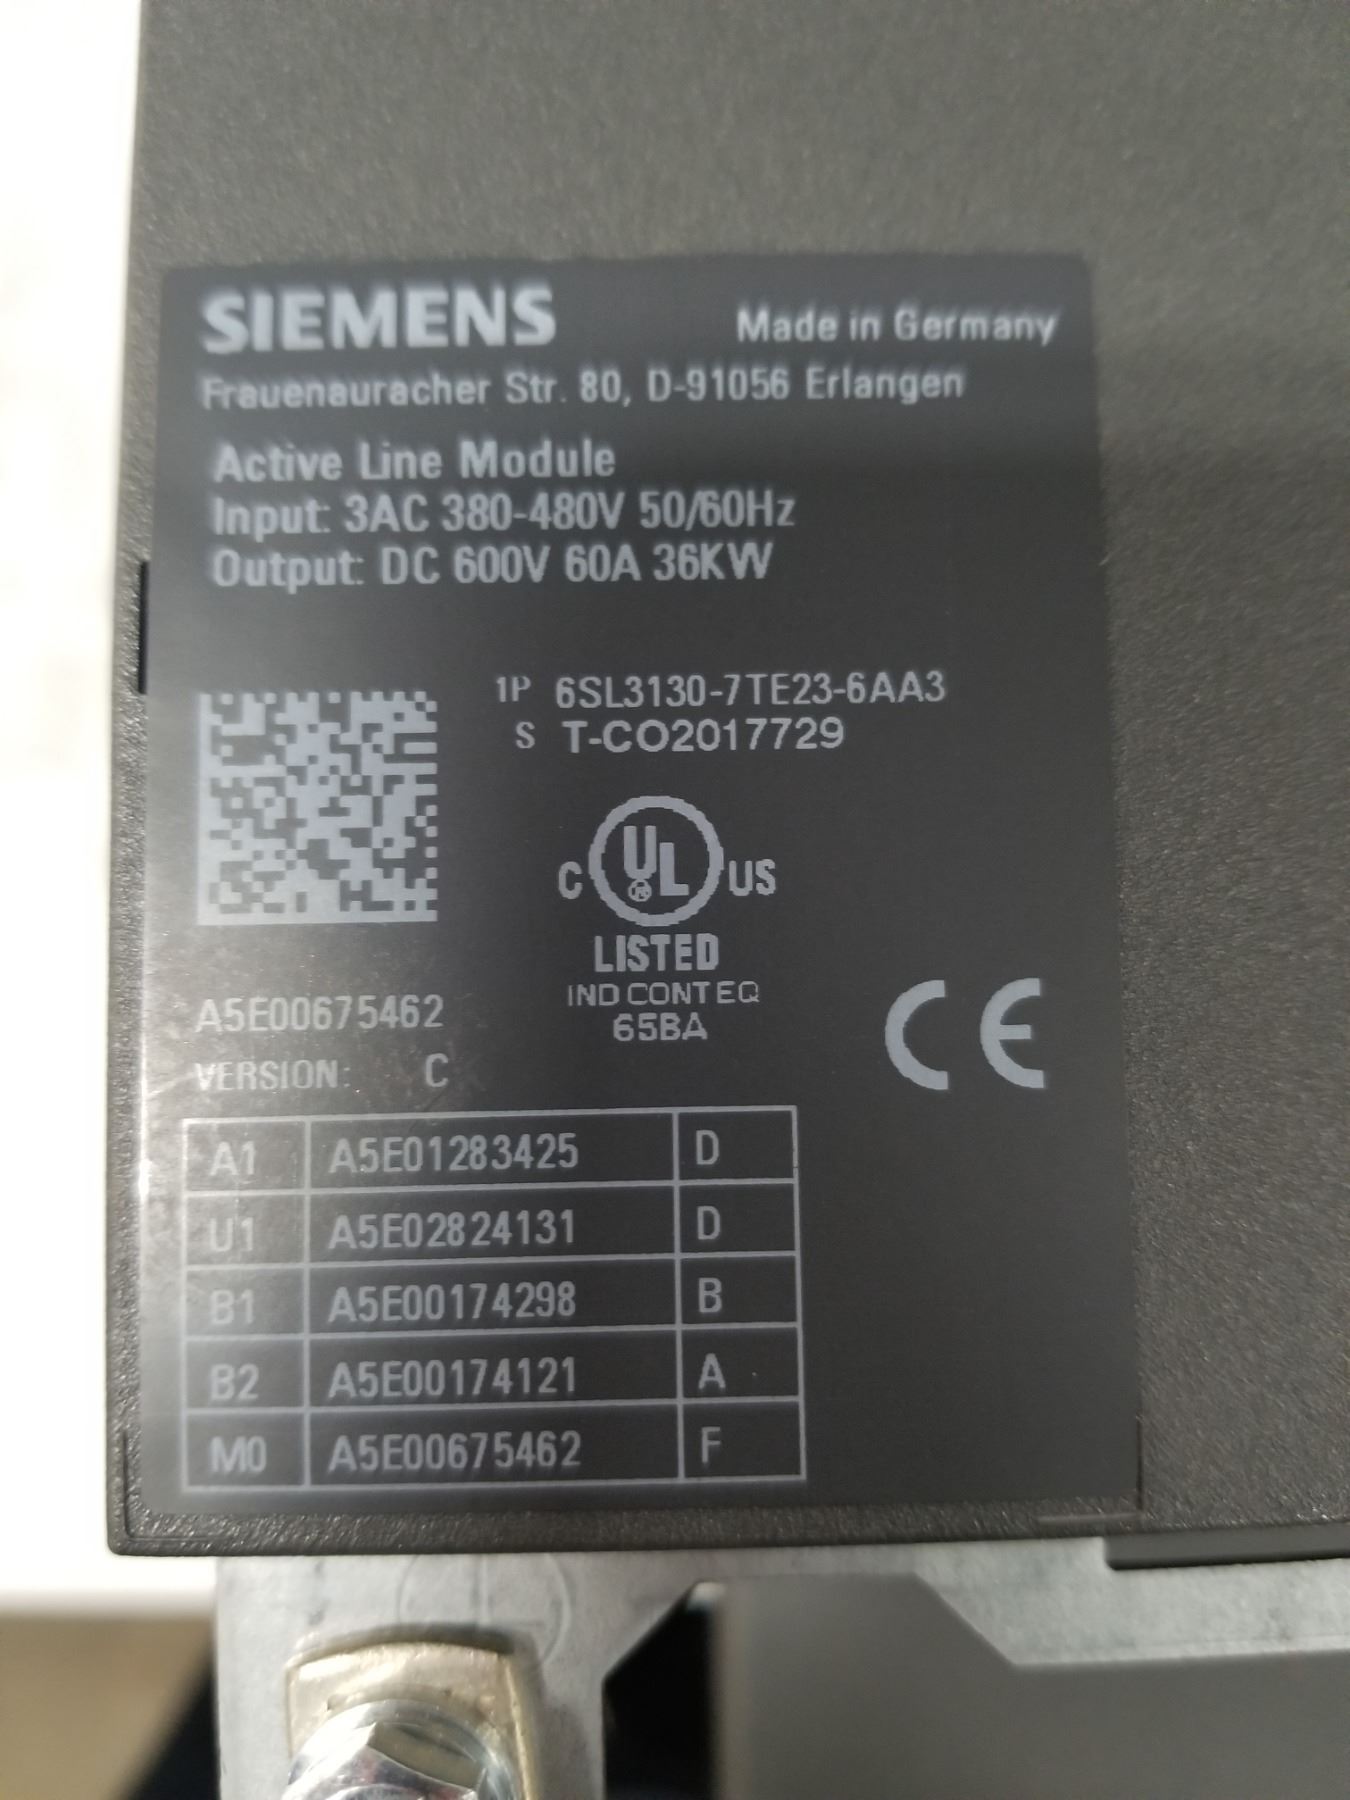 SIEMENS Made in Germany
Frauenauracher Str. 80, D-91056 Erlangen
Active Line Module
Input: 3AC 380-480V 50/60Hz
Output: DC 600V 60A 36KW
1P 6SL3130-7TE23-6AA3
S T-CO2017729
C UL US
LISTED
IND CONT EQ
65BA
A5E00675462
VERSION: C
CE
A1 A5E01283425 D
U1 A5E02824131 D
B1 A5E00174298 B
B2 A5E00174121 A
M0 A5E00675462 F